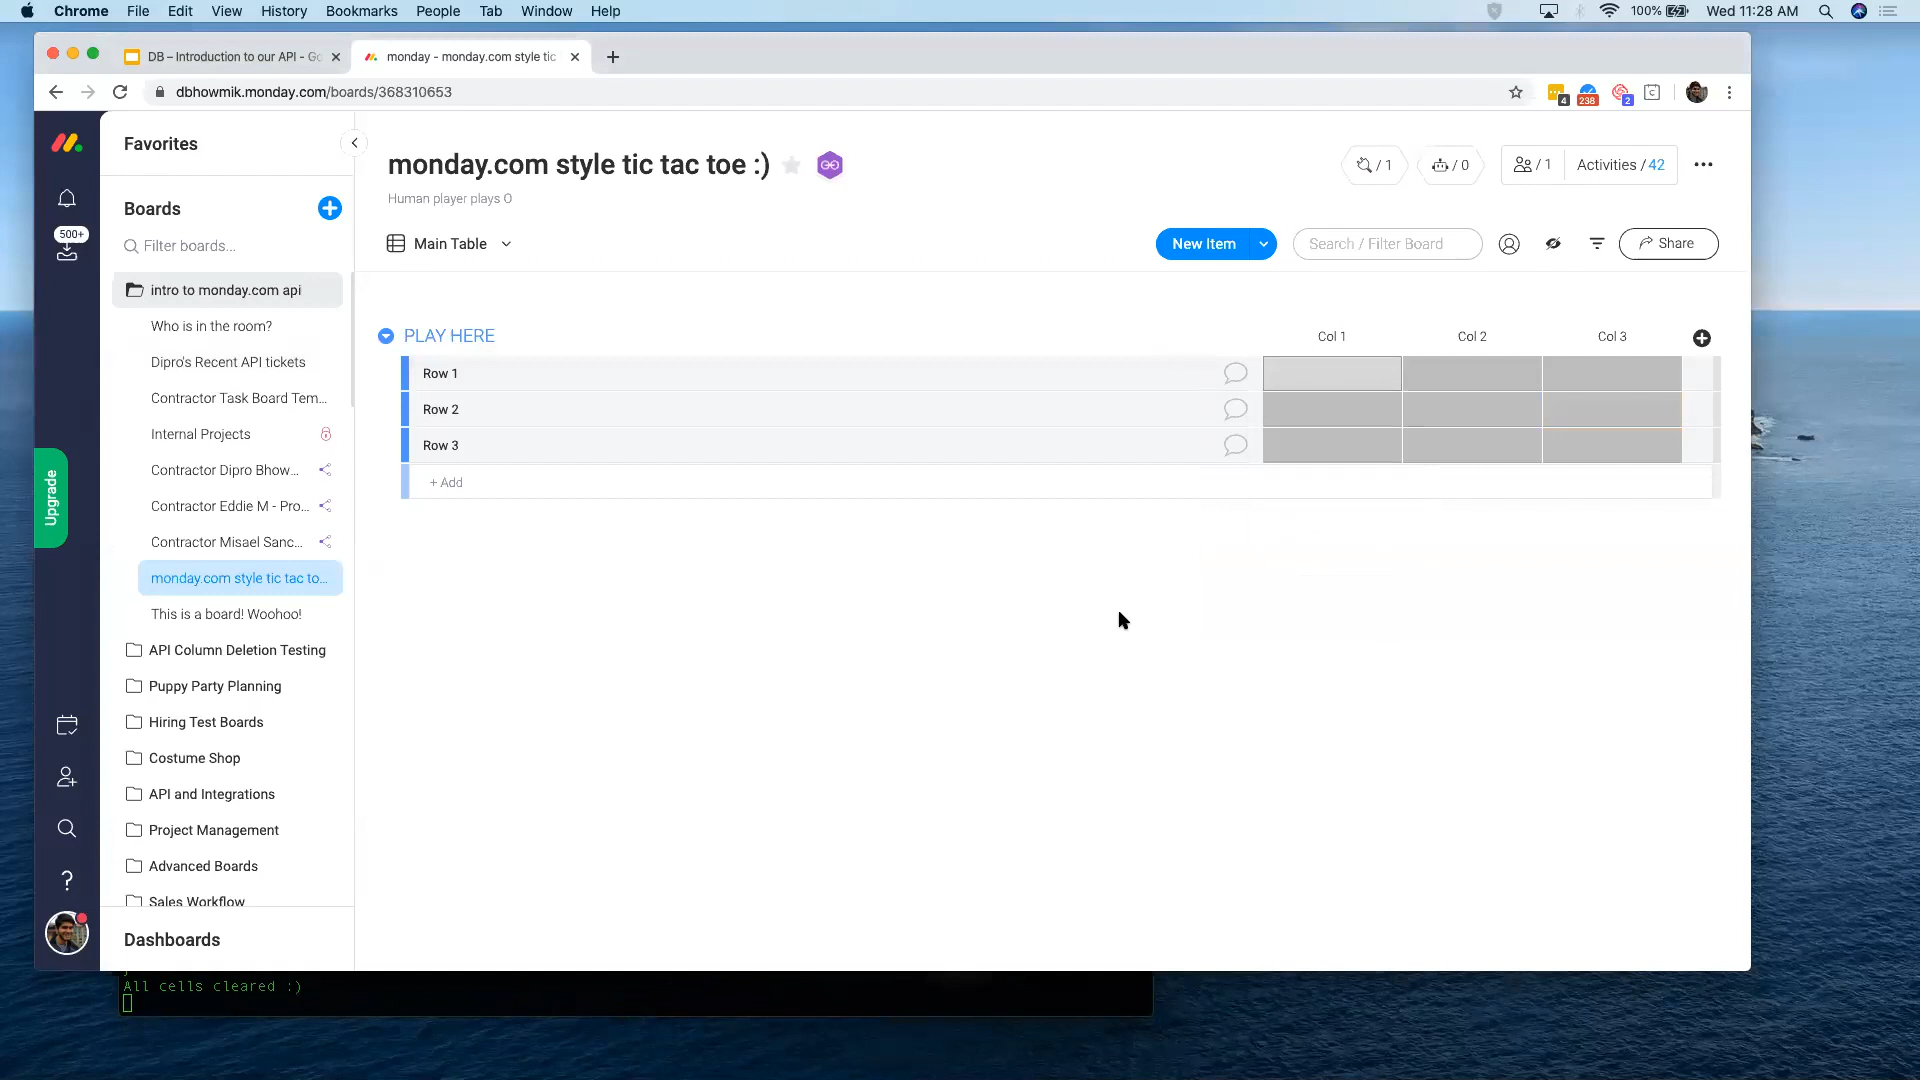 Chrome File Edit View History Bookmarks People Tab Window Help 100% Wed 11:28 AM
DB – Introduction to our API - Go
monday - monday.com style tic
dbhowmik.monday.com/boards/368310653
4
238
2
Favorites
monday.com style tic tac toe :)
/ 1
/ 0
/ 1
Activities / 42
Human player plays O
500+
Boards
Filter boards...
Main Table
New Item
Search / Filter Board
Share
intro to monday.com api
Who is in the room?
Dipro's Recent API tickets
Contractor Task Board Tem...
Internal Projects
Contractor Dipro Bhow...
Contractor Eddie M - Pro...
Contractor Misael Sanc...
monday.com style tic tac to...
This is a board! Woohoo!
API Column Deletion Testing
Puppy Party Planning
Hiring Test Boards
Costume Shop
API and Integrations
Project Management
Advanced Boards
Sales Workflow
Dashboards
Upgrade
PLAY HERE
Col 1
Col 2
Col 3
Row 1
Row 2
Row 3
+ Add
All cells cleared :)